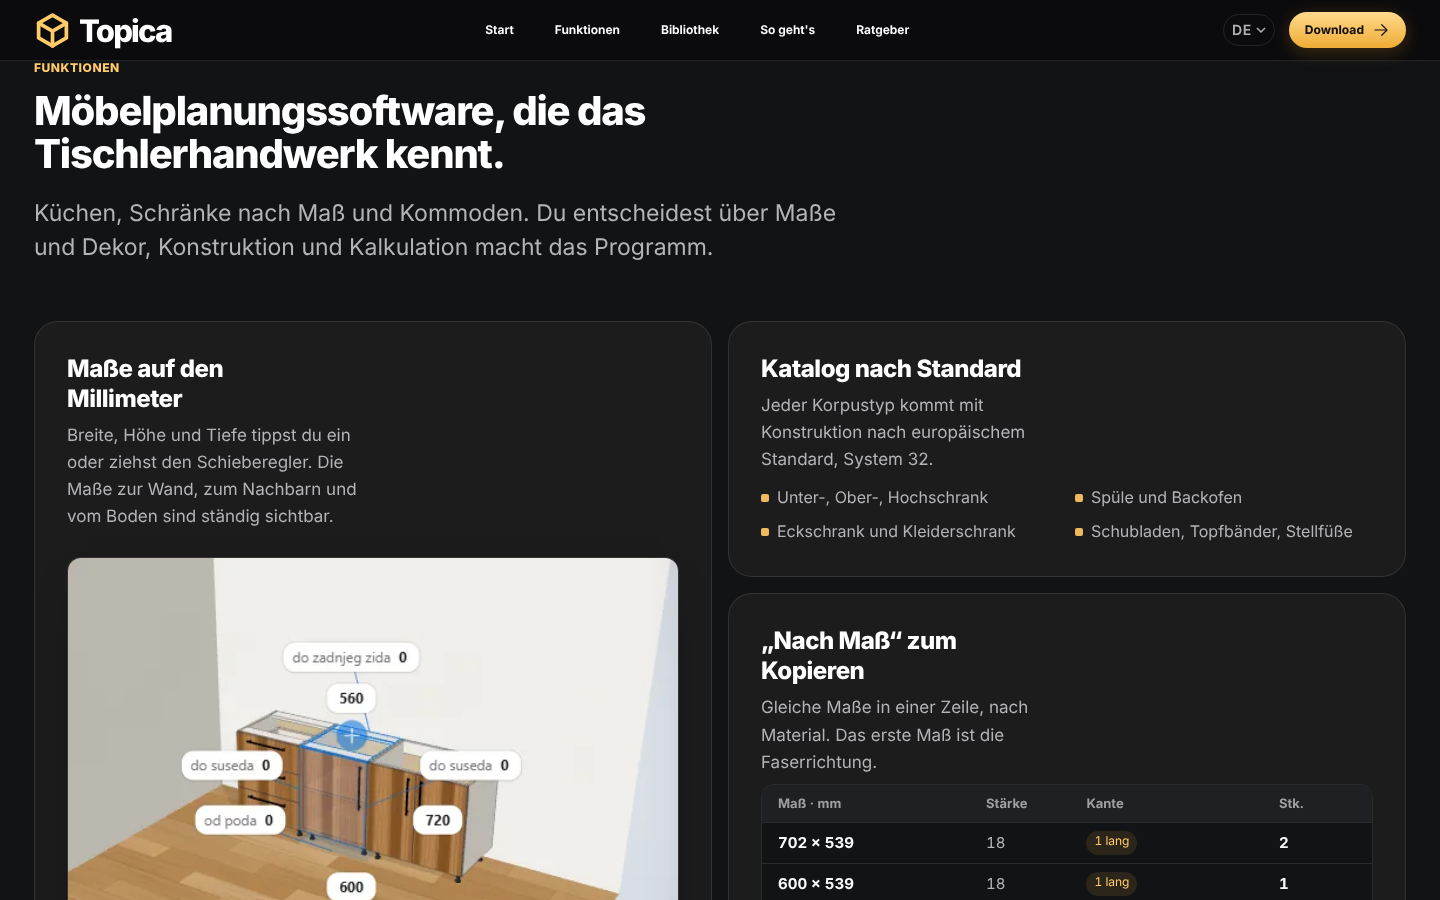 Topica
Start
Funktionen
Bibliothek
So geht's
Ratgeber
DE
Download
FUNKTIONEN
Möbelplanungssoftware, die das
Tischlerhandwerk kennt.
Küchen, Schränke nach Maß und Kommoden. Du entscheidest über Maße
und Dekor, Konstruktion und Kalkulation macht das Programm.
Maße auf den
Millimeter
Breite, Höhe und Tiefe tippst du ein
oder ziehst den Schieberegler. Die
Maße zur Wand, zum Nachbarn und
vom Boden sind ständig sichtbar.
do zadnjeg zida 0
560
do suseda 0
do suseda 0
od poda 0
720
600
Katalog nach Standard
Jeder Korpustyp kommt mit
Konstruktion nach europäischem
Standard, System 32.
Unter-, Ober-, Hochschrank
Spüle und Backofen
Eckschrank und Kleiderschrank
Schubladen, Topfbänder, Stellfüße
„Nach Maß“ zum
Kopieren
Gleiche Maße in einer Zeile, nach
Material. Das erste Maß ist die
Faserrichtung.
Maß · mm Stärke Kante Stk.
702 × 539 18 1 lang 2
600 × 539 18 1 lang 1